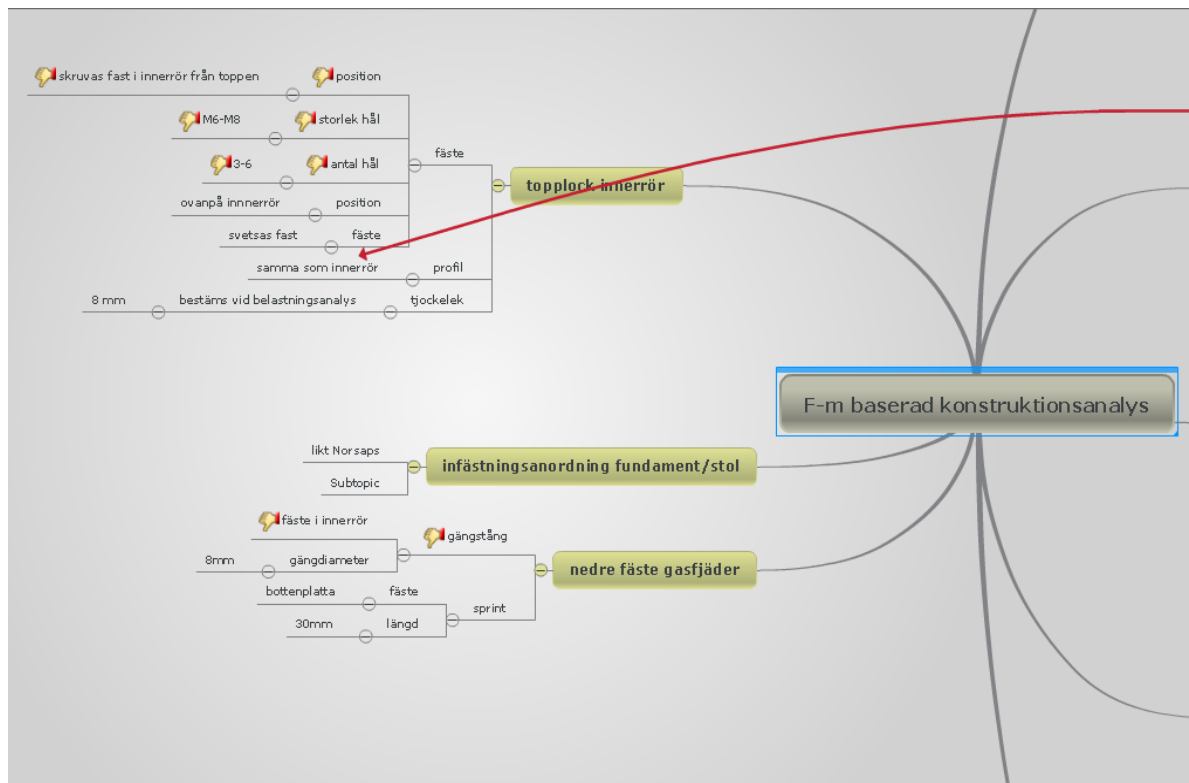 skruvas fast i innerrör från toppen position
M6-M8 storlek hål
3-6 antal hål
fäste
ovanpå innnerrör position
svetsas fast fäste
samma som innerrör profil
8 mm bestäms vid belastningsanalys tjockelek
topplock innerrör
F-m baserad konstruktionsanalys
likt Norsaps
Subtopic
infästningsanordning fundament/stol
fäste i innerrör
gängstång
8mm gängdiameter
bottenplatta fäste
sprint
30mm längd
nedre fäste gasfjäder